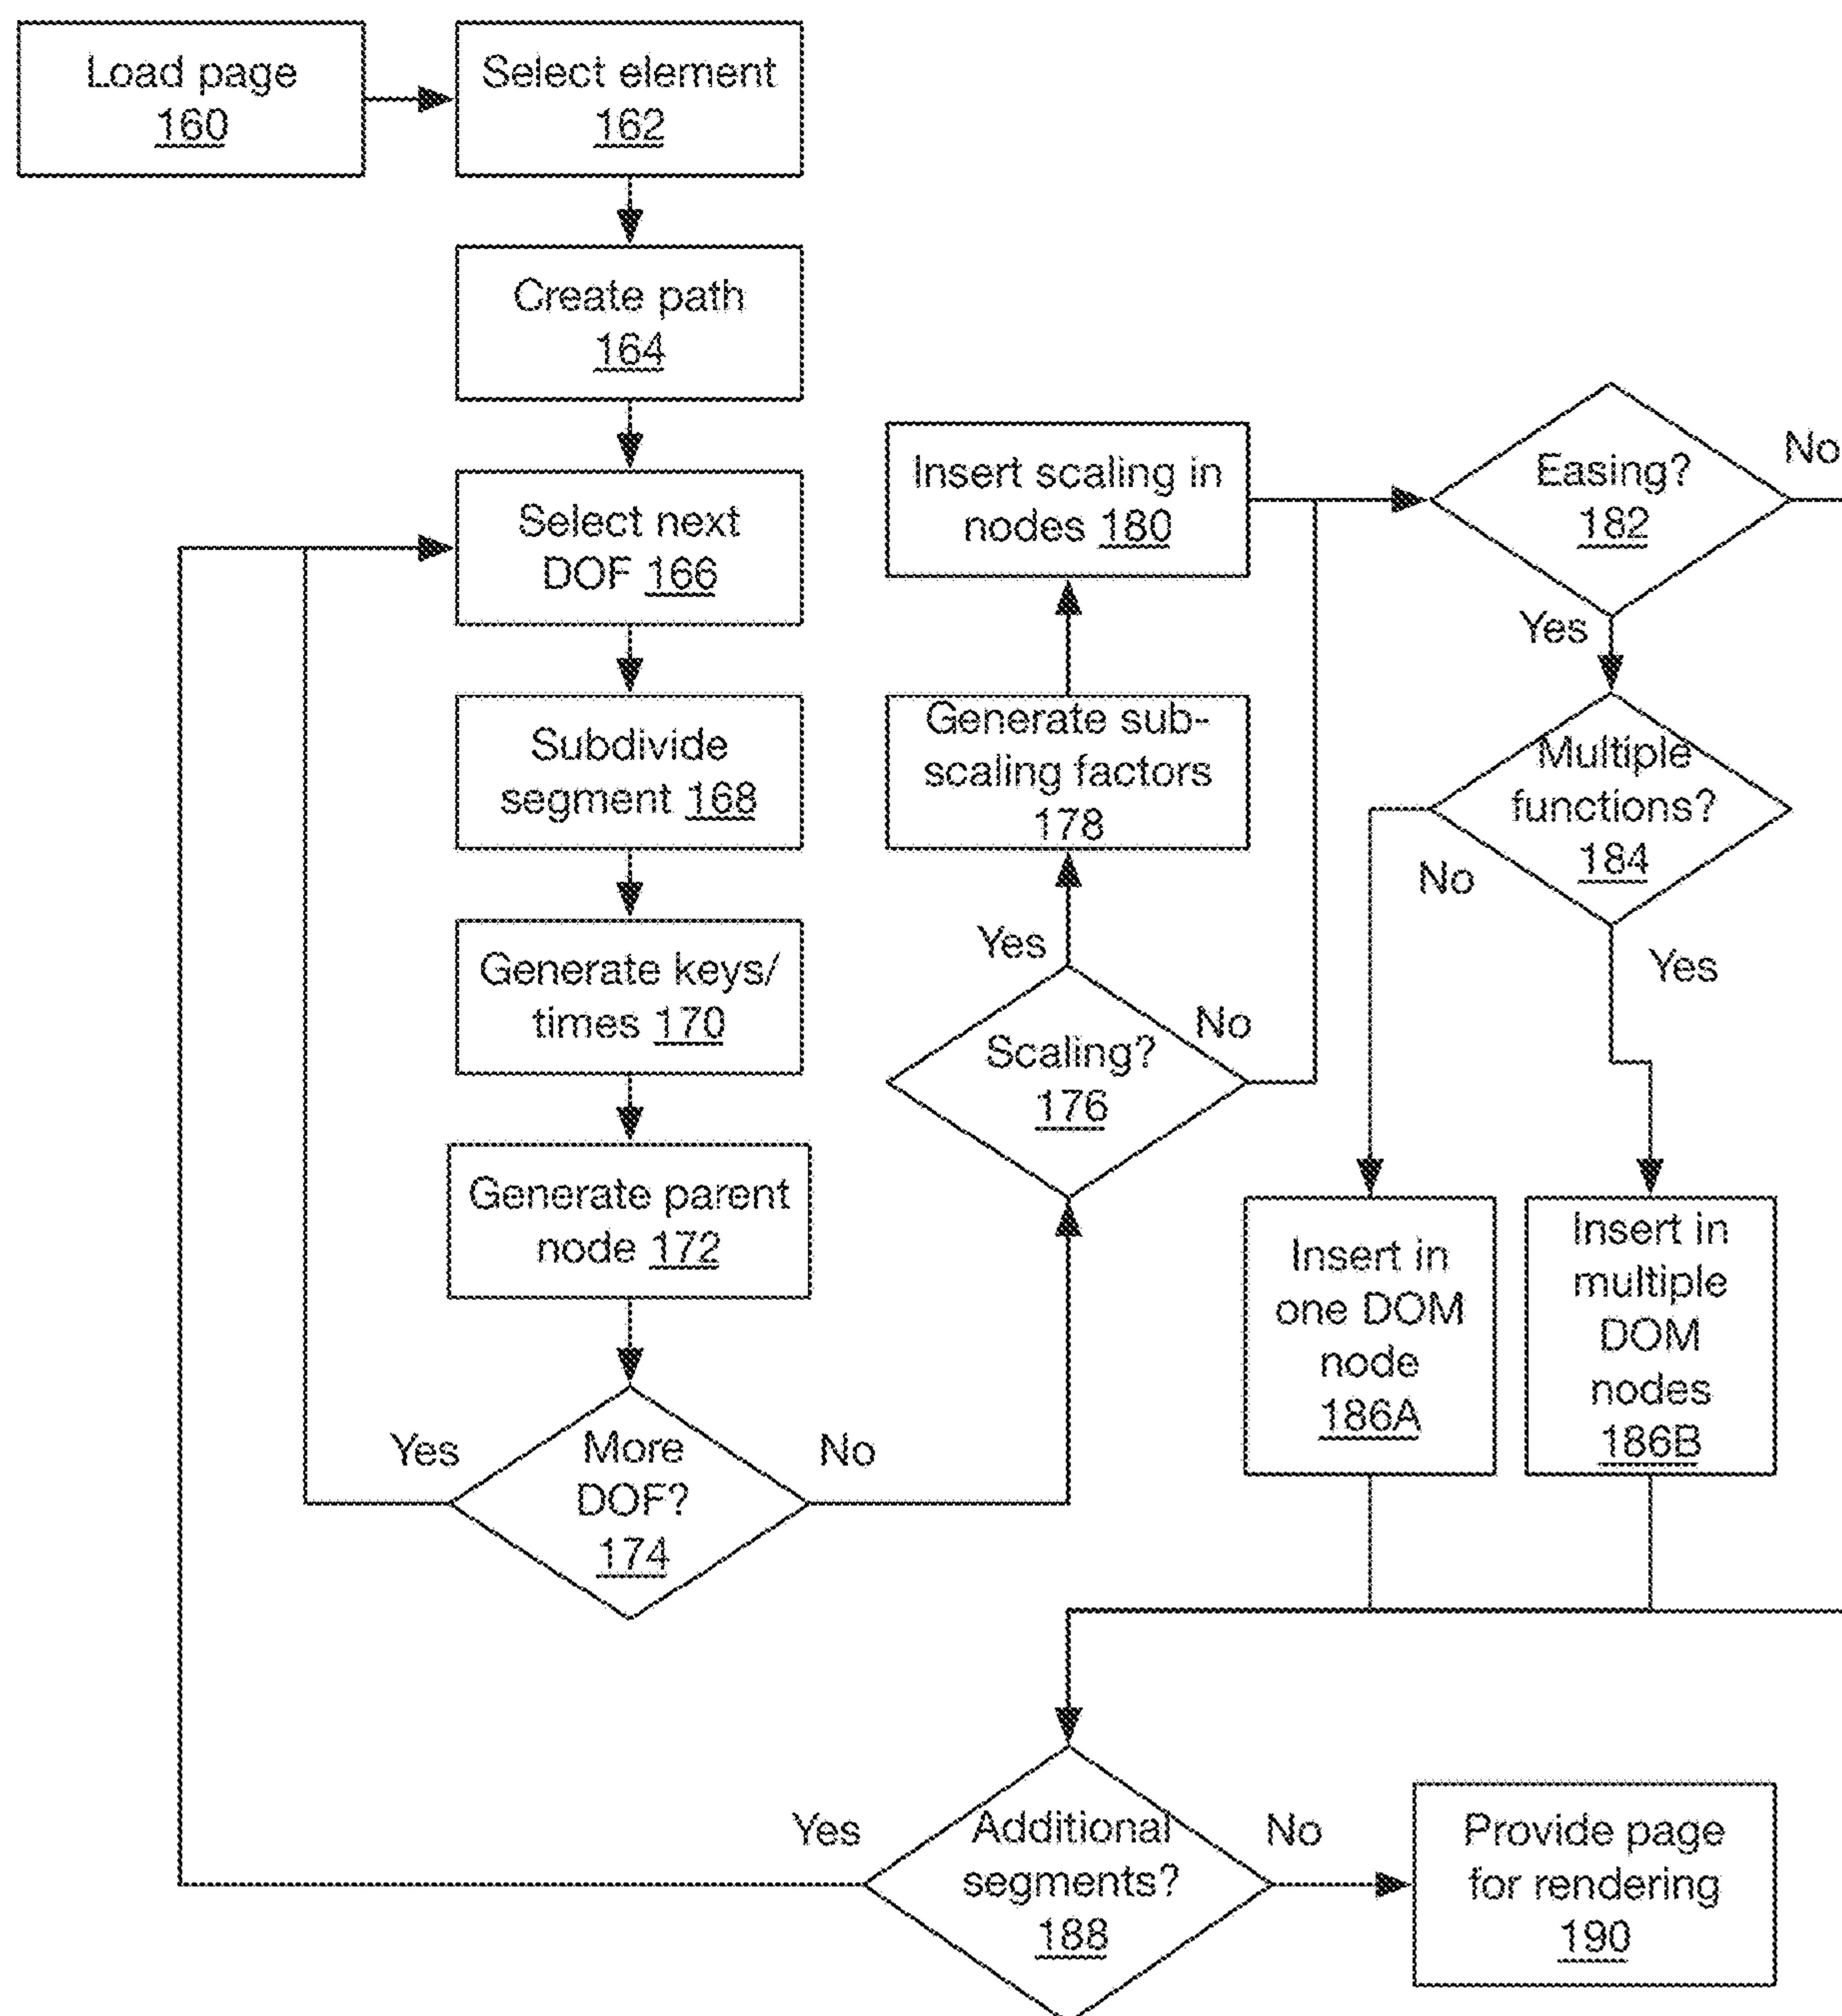 Load page
160
Select element
162
Create path
164
Select next
DOF 166
Subdivide
segment 168
Generate keys/
times 170
Generate parent
node 172
Yes
More
DOF?
174
No
Insert scaling in
nodes 180
Generate sub-
scaling factors
178
Yes
Scaling?
176
No
Easing?
182
No
Yes
Multiple
functions?
184
No
Yes
Insert in
one DOM
node
186A
Insert in
multiple
DOM
nodes
186B
Yes
Additional
segments?
188
No
Provide page
for rendering
190